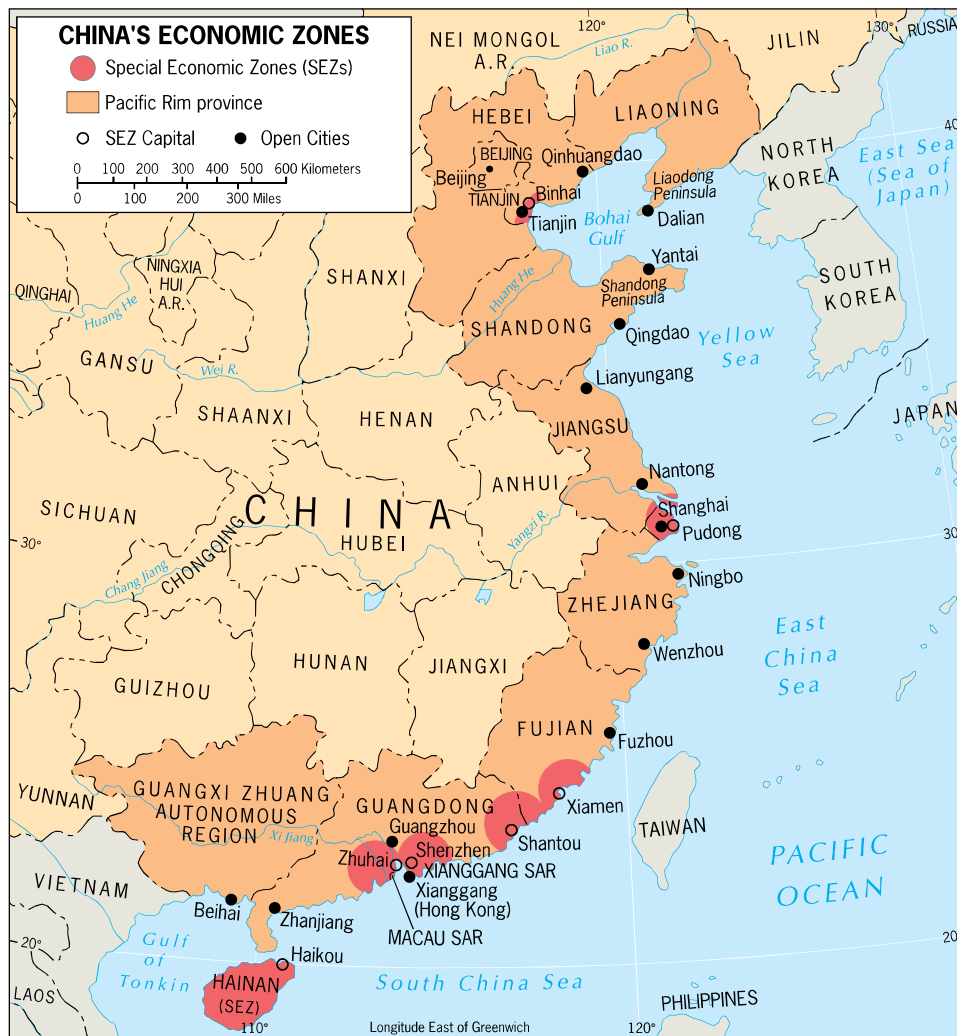 CHINA'S ECONOMIC ZONES
Special Economic Zones (SEZs)
Pacific Rim province
SEZ Capital
Open Cities
0 100 200 300 400 500 600 Kilometers
0 100 200 300 Miles
120°
130°
RUSSIA
NEI MONGOL
A.R.
Liao R.
JILIN
LIAONING
HEBEI
BEIJING
Beijing
Qinhuangdao
TIANJIN
Binhai
Tianjin
Bohai
Gulf
Liaodong
Peninsula
Dalian
NORTH
KOREA
40
East Sea
(Sea of
Japan)
SOUTH
KOREA
Yantai
Shandong
Peninsula
SHANXI
NINGXIA
HUI
A.R.
QINGHAI
Huang He
Huang He
SHANDONG
Qingdao
Yellow
Sea
GANSU
Wei R.
Lianyungang
SHAANXI
HENAN
JIANGSU
JAPAN
ANHUI
Nantong
SICHUAN
CHINA
HUBEI
Yangzi R.
Shanghai
Pudong
30°
30
CHONGQING
Chang Jiang
Ningbo
ZHEJIANG
East
China
Sea
Wenzhou
HUNAN
JIANGXI
GUIZHOU
FUJIAN
Fuzhou
YUNNAN
GUANGXI ZHUANG
AUTONOMOUS
REGION
Xi Jiang
GUANGDONG
Guangzhou
Xiamen
Shantou
TAIWAN
Zhuhai
Shenzhen
XIANGGANG SAR
Xianggang
(Hong Kong)
MACAU SAR
PACIFIC
OCEAN
VIETNAM
Beihai
Zhanjiang
20°
20
Gulf
of
Tonkin
Haikou
HAINAN
(SEZ)
South China Sea
LAOS
PHILIPPINES
110°
Longitude East of Greenwich
120°